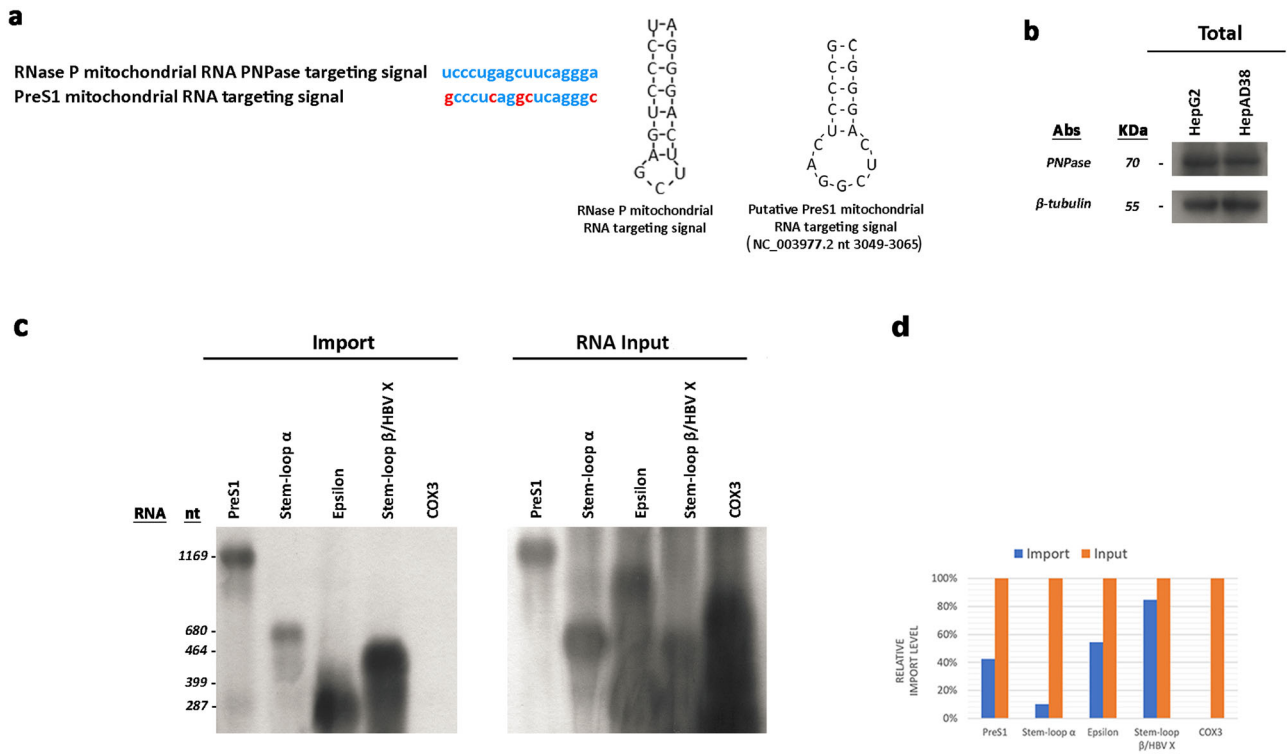 a
RNase P mitochondrial RNA PNPase targeting signal ucccugagcuucaggga
PreS1 mitochondrial RNA targeting signal gcccucaggcucagggc
U-A
C-G
C-G
C-G
U-A
G-C
A U
G U
C
RNase P mitochondrial
RNA targeting signal
G-C
C-G
C-G
C-G
U-A
C C
A U
G G C
Putative PreS1 mitochondrial
RNA targeting signal
(NC_003977.2 nt 3049-3065)
b
Total
Abs KDa HepG2 HepAD38
PNPase 70 -
β-tubulin 55 -
c
Import RNA Input
RNA nt PreS1 Stem-loop α Epsilon Stem-loop β/HBV X COX3 PreS1 Stem-loop α Epsilon Stem-loop β/HBV X COX3
1169 -
680 -
464 -
399 -
287 -
d
Import Input
RELATIVE
IMPORT LEVEL
100%
80%
60%
40%
20%
0%
PreS1 Stem-loop α Epsilon Stem-loop β/HBV X COX3